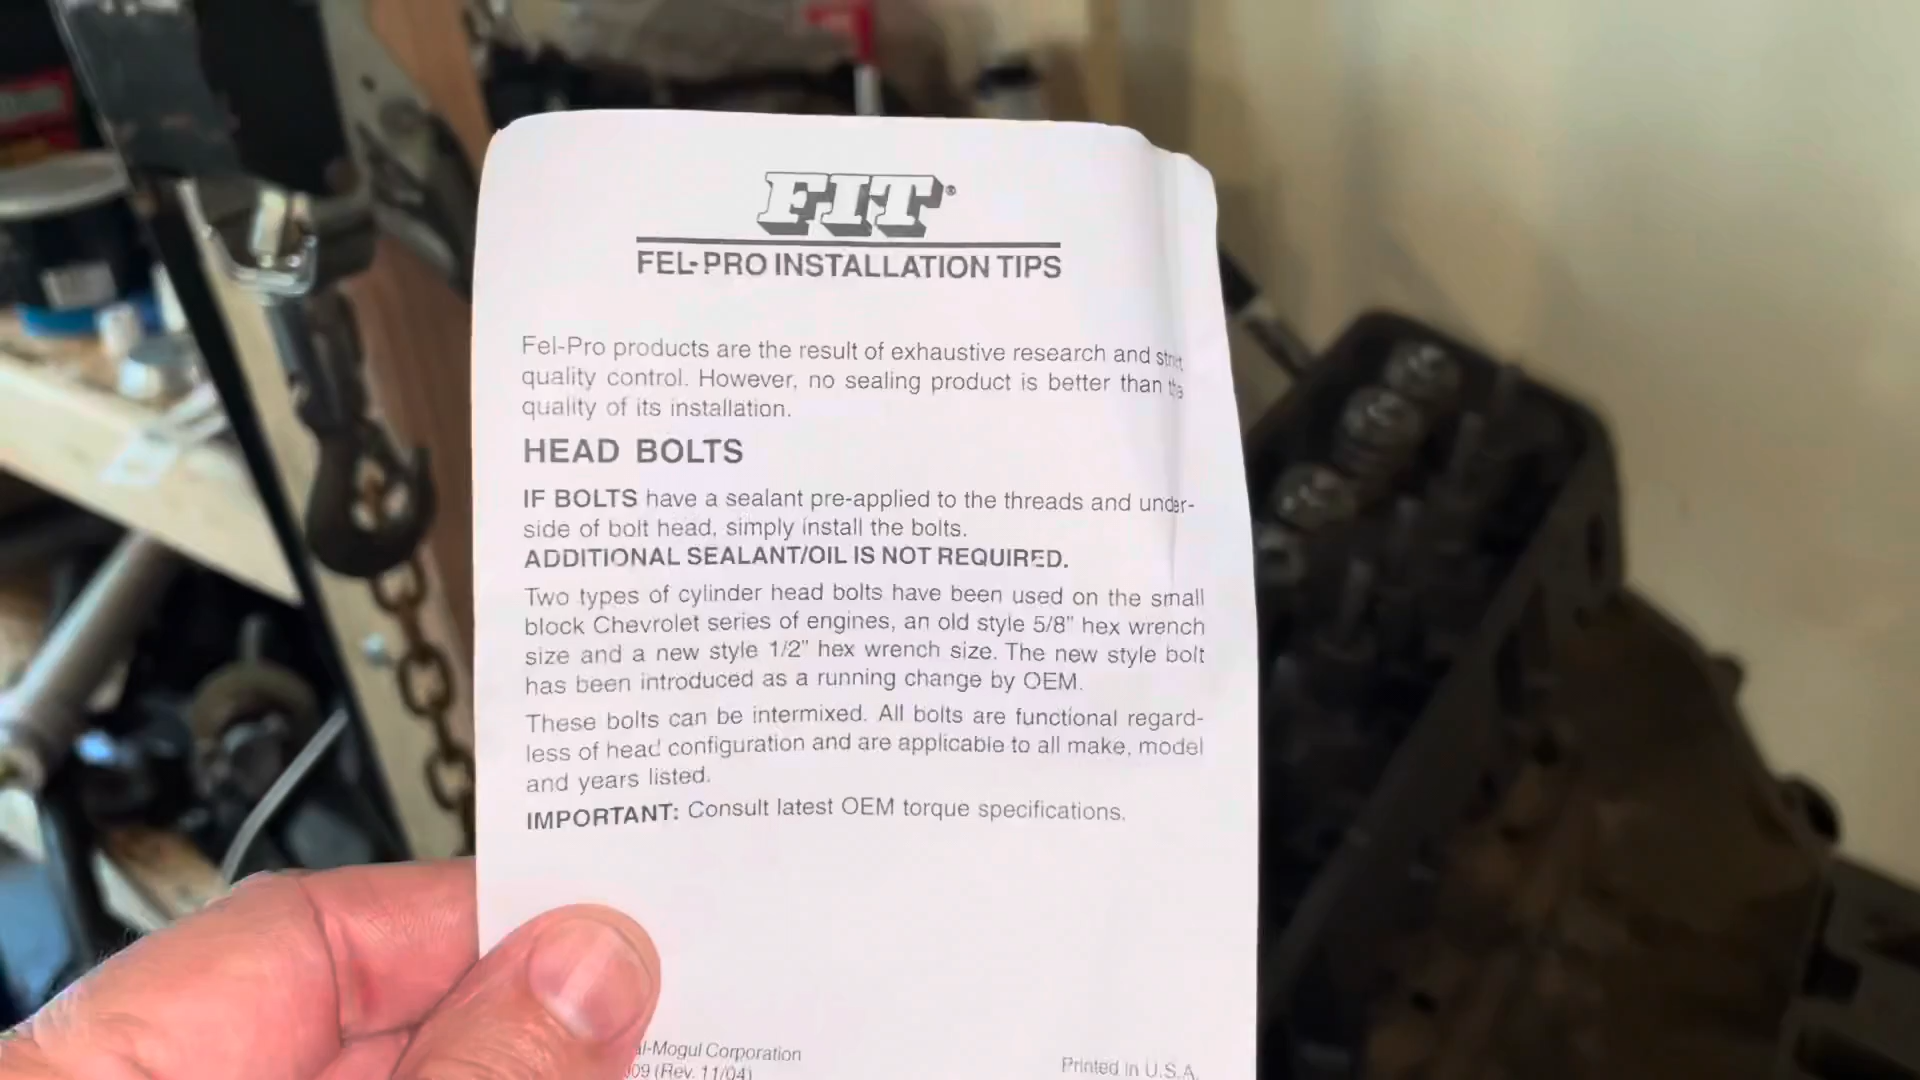 FIT®
FEL-PRO INSTALLATION TIPS
Fel-Pro products are the result of exhaustive research and strict
quality control. However, no sealing product is better than the
quality of its installation.
HEAD BOLTS
IF BOLTS have a sealant pre-applied to the threads and under-
side of bolt head, simply install the bolts.
ADDITIONAL SEALANT/OIL IS NOT REQUIRED.
Two types of cylinder head bolts have been used on the small
block Chevrolet series of engines, an old style 5/8" hex wrench
size and a new style 1/2" hex wrench size. The new style bolt
has been introduced as a running change by OEM.
These bolts can be intermixed. All bolts are functional regard-
less of head configuration and are applicable to all make, model
and years listed.
IMPORTANT: Consult latest OEM torque specifications.
al-Mogul Corporation
09 (Rev. 11/04)
Printed in U.S.A.